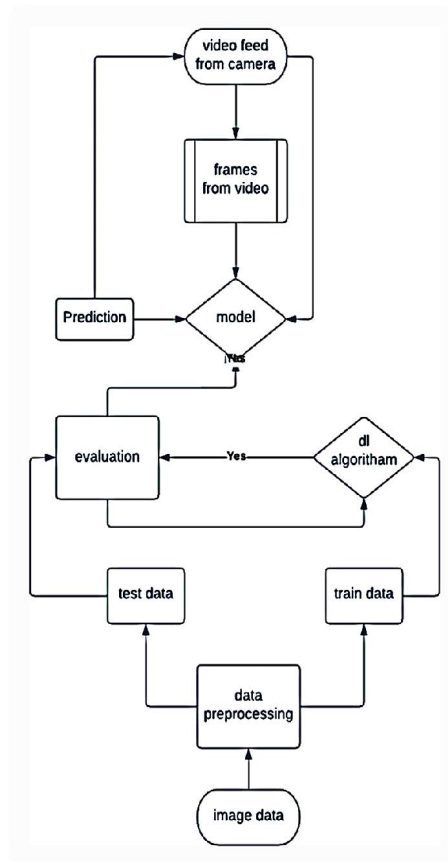 video feed
from camera
frames
from video
Prediction
model
evaluation
Yes
dl
algoritham
test data
train data
data
preprocessing
image data